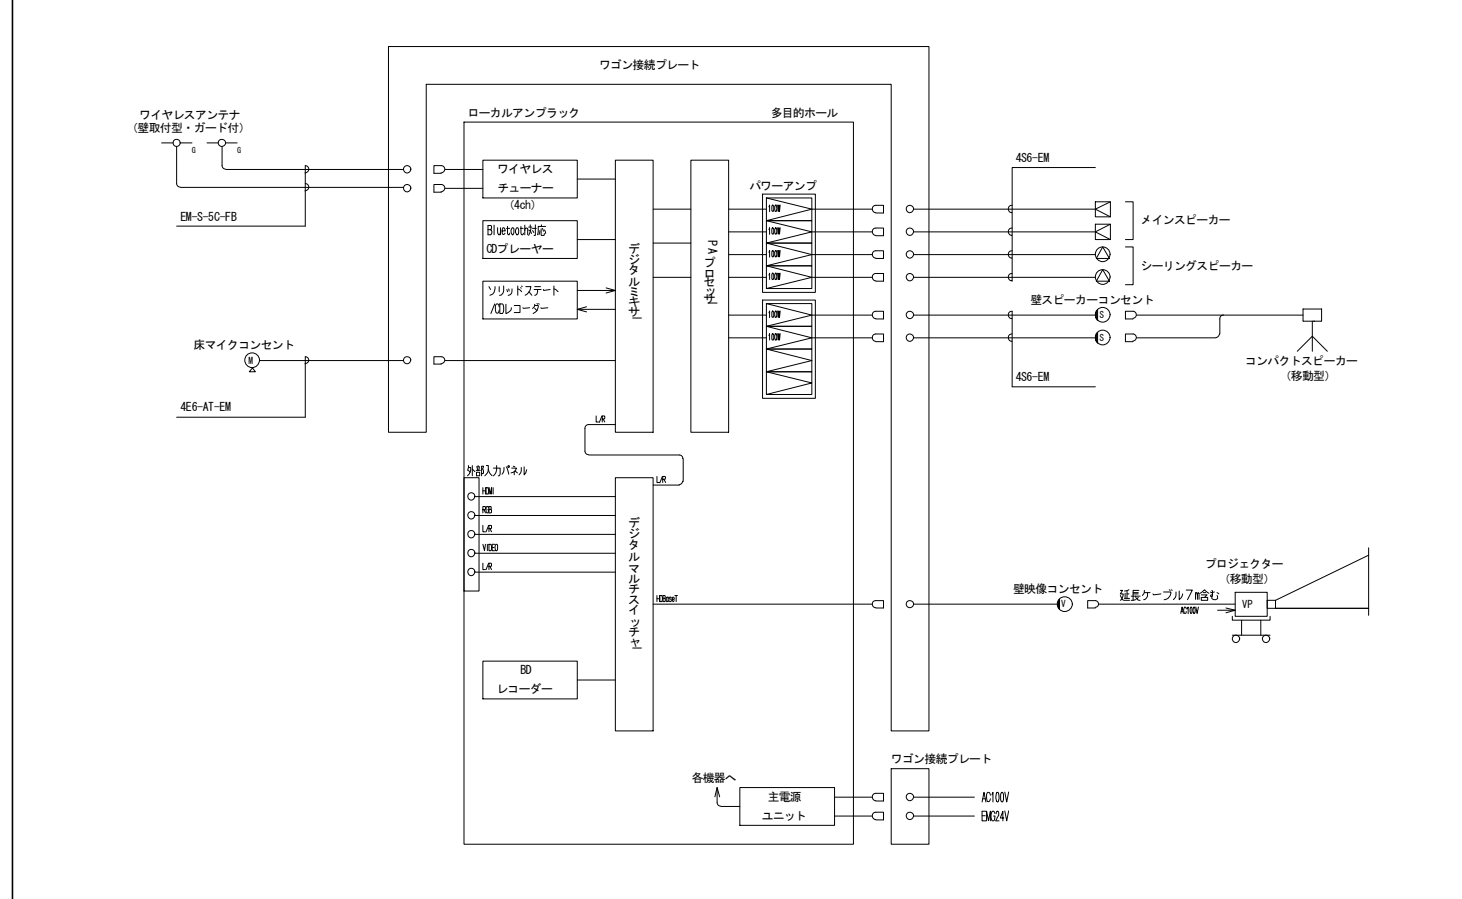 ワゴン接続プレート
ローカルアンプラック
多目的ホール
ワイヤレスアンテナ
(壁取付型・ガード付)
G
G
EM-S-5C-FB
ワイヤレス
チューナー
(4ch)
Bluetooth対応
CDプレーヤー
ソリッドステート
/CDレコーダー
デジタルミキサー
PAプロセッサー
パワーアンプ
100W
100W
100W
100W
100W
100W
4S6-EM
メインスピーカー
シーリングスピーカー
壁スピーカーコンセント
S
S
4S6-EM
コンパクトスピーカー
(移動型)
床マイクコンセント
M
4E6-AT-EM
L/R
L/R
外部入力パネル
HDMI
RGB
L/R
VIDEO
L/R
デジタルマルチスイッチャー
HDBaseT
壁映像コンセント
V
延長ケーブル7m含む
AC100V
プロジェクター
(移動型)
VP
BD
レコーダー
各機器へ
主電源
ユニット
ワゴン接続プレート
AC100V
EMG24V